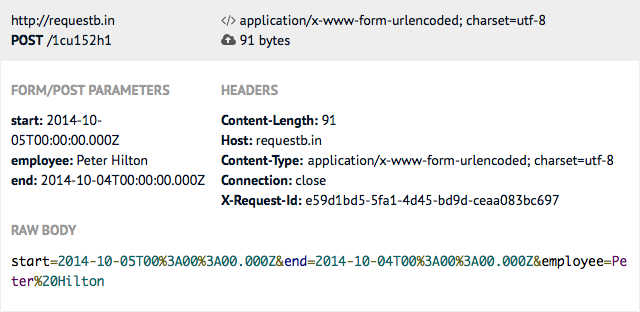 http://requestb.in
POST /1cu152h1
</> application/x-www-form-urlencoded; charset=utf-8
91 bytes
FORM/POST PARAMETERS
start: 2014-10-
05T00:00:00.000Z
employee: Peter Hilton
end: 2014-10-04T00:00:00.000Z
HEADERS
Content-Length: 91
Host: requestb.in
Content-Type: application/x-www-form-urlencoded; charset=utf-8
Connection: close
X-Request-Id: e59d1bd5-5fa1-4d45-bd9d-ceaa083bc697
RAW BODY
start=2014-10-05T00%3A00%3A00.000Z&end=2014-10-04T00%3A00%3A00.000Z&employee=Pe
ter%20Hilton